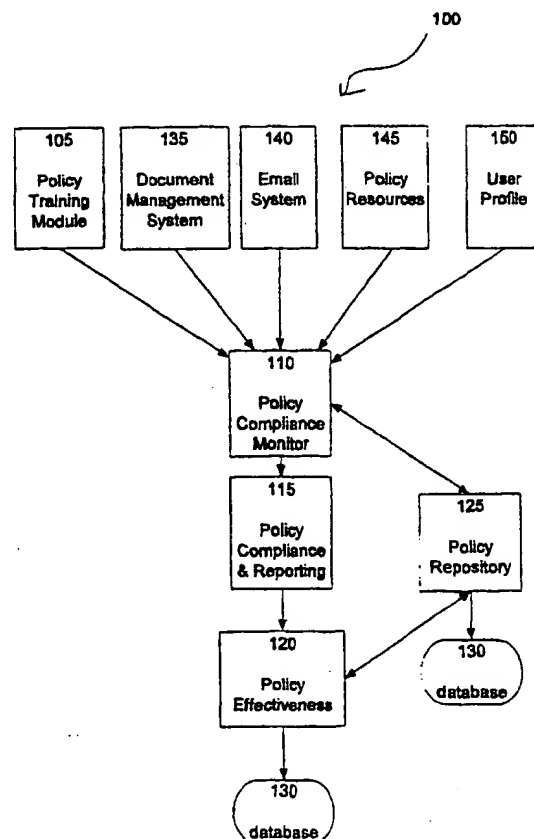 100
105
Policy
Training
Module
135
Document
Management
System
140
Email
System
145
Policy
Resources
150
User
Profile
110
Policy
Compliance
Monitor
115
Policy
Compliance
& Reporting
125
Policy
Repository
120
Policy
Effectiveness
130
database
130
database